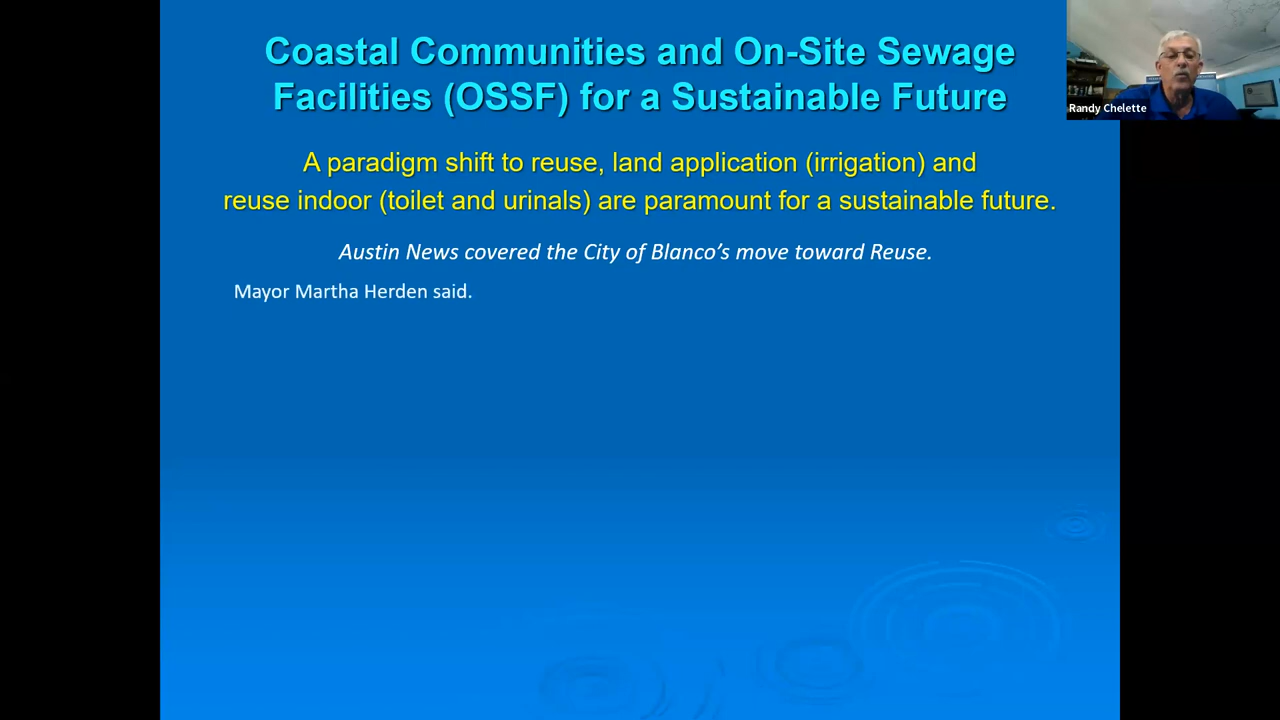 Coastal Communities and On-Site Sewage
Facilities (OSSF) for a Sustainable Future
A paradigm shift to reuse, land application (irrigation) and
reuse indoor (toilet and urinals) are paramount for a sustainable future.
Austin News covered the City of Blanco’s move toward Reuse.
Mayor Martha Herden said.
Randy Chelette